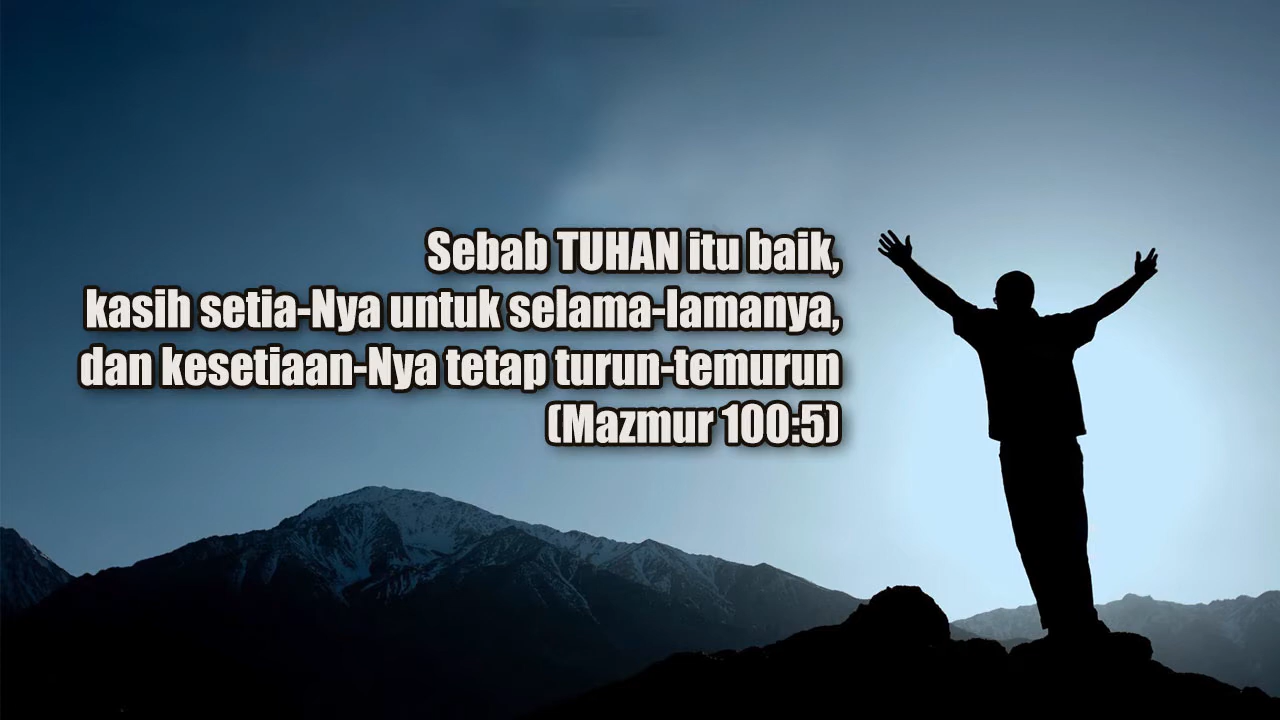 Sebab TUHAN itu baik,
kasih setia-Nya untuk selama-lamanya,
dan kesetiaan-Nya tetap turun-temurun
(Mazmur 100:5)